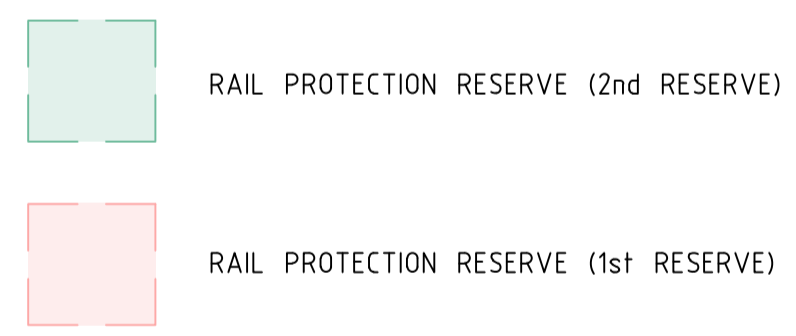 RAIL PROTECTION RESERVE (2nd RESERVE)
RAIL PROTECTION RESERVE (1st RESERVE)